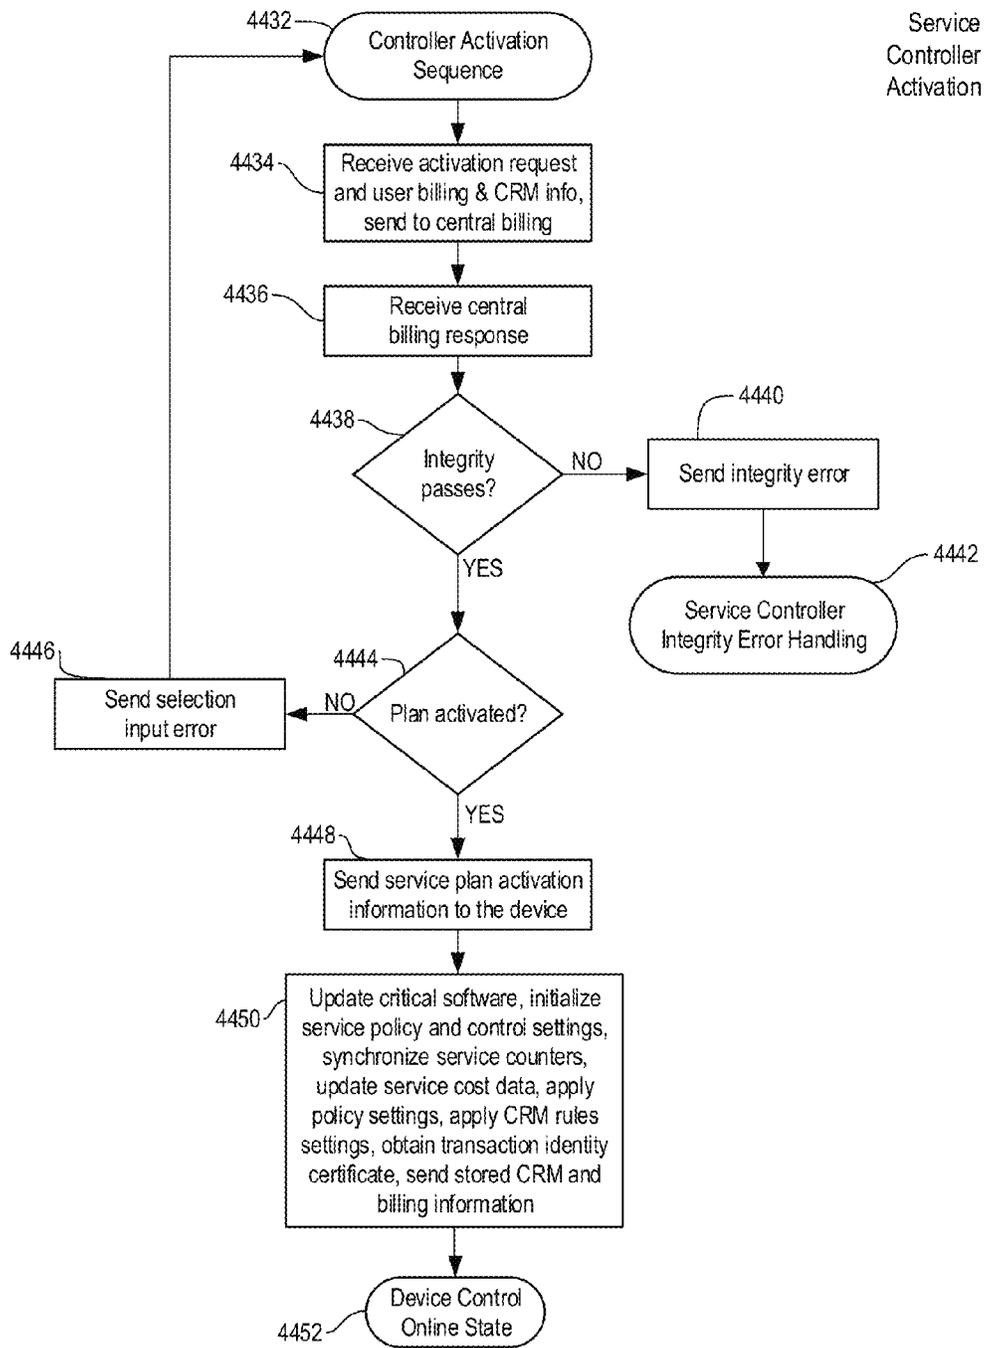 Service
Controller
Activation
4432
Controller Activation
Sequence
4434
Receive activation request
and user billing & CRM info,
send to central billing
4436
Receive central
billing response
4438
Integrity
passes?
NO
4440
Send integrity error
4442
Service Controller
Integrity Error Handling
YES
4444
Plan activated?
NO
4446
Send selection
input error
YES
4448
Send service plan activation
information to the device
4450
Update critical software, initialize
service policy and control settings,
synchronize service counters,
update service cost data, apply
policy settings, apply CRM rules
settings, obtain transaction identity
certificate, send stored CRM and
billing information
4452
Device Control
Online State